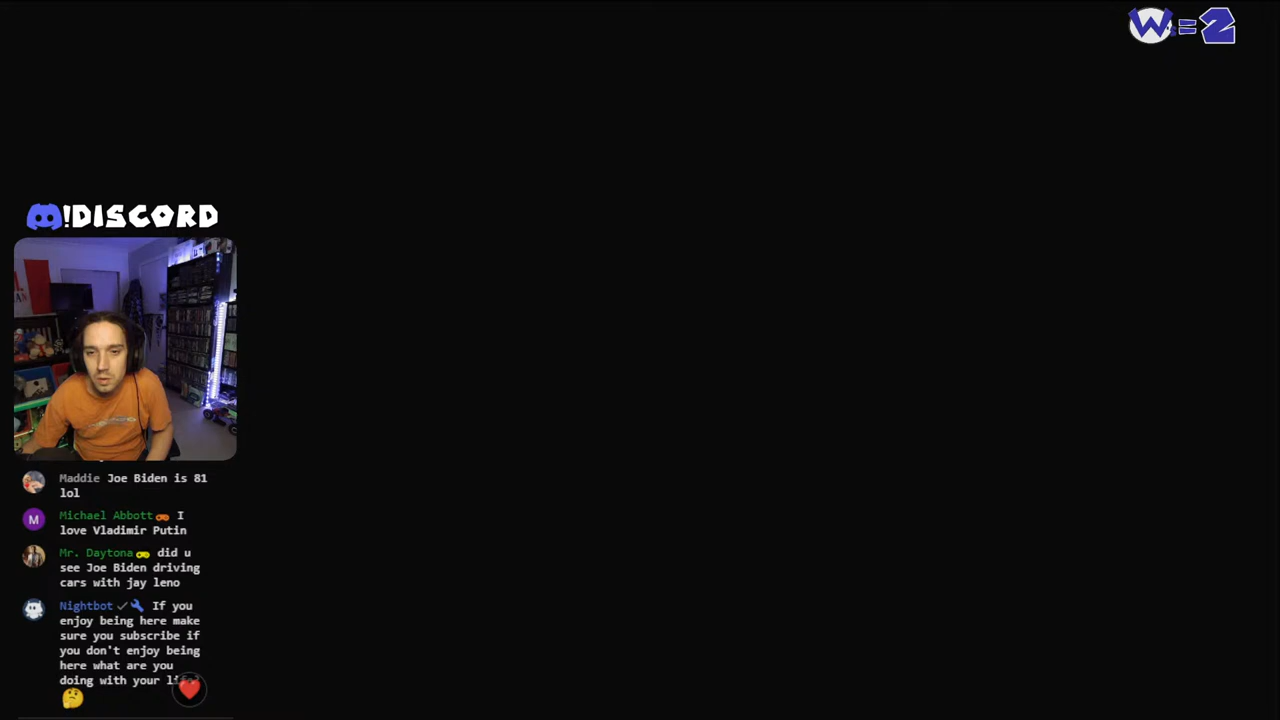 W=2
!DISCORD
Maddie Joe Biden is 81
lol
M
Michael Abbott I
love Vladimir Putin
Mr. Daytona did u
see Joe Biden driving
cars with jay leno
Nightbot If you
enjoy being here make
sure you subscribe if
you don't enjoy being
here what are you
doing with your